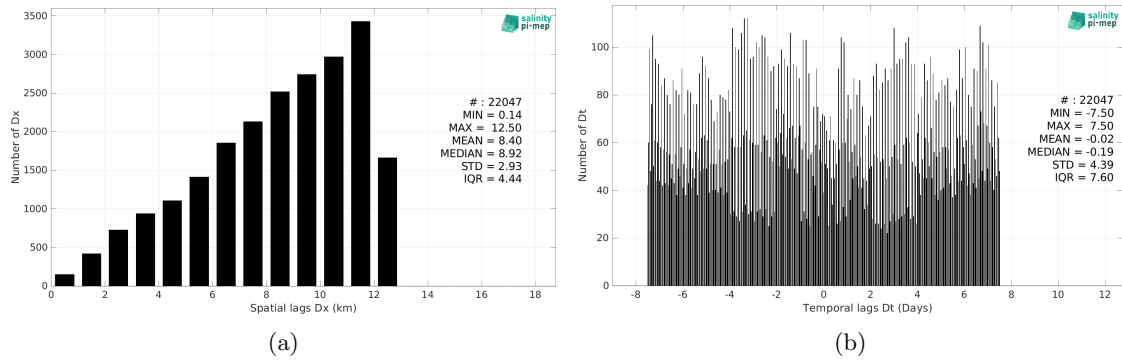 3500
3000
2500
2000
1500
1000
500
0
Number of Dx
0 2 4 6 8 10 12 14 16 18
Spatial lags Dx (km)
salinity
pi-mep
# : 22047
MIN = 0.14
MAX = 12.50
MEAN = 8.40
MEDIAN = 8.92
STD = 2.93
IQR = 4.44
(a)
100
80
60
40
20
0
Number of Dt
-8 -6 -4 -2 0 2 4 6 8 10 12
Temporal lags Dt (Days)
salinity
pi-mep
# : 22047
MIN = -7.50
MAX = 7.50
MEAN = -0.02
MEDIAN = -0.19
STD = 4.39
IQR = 7.60
(b)